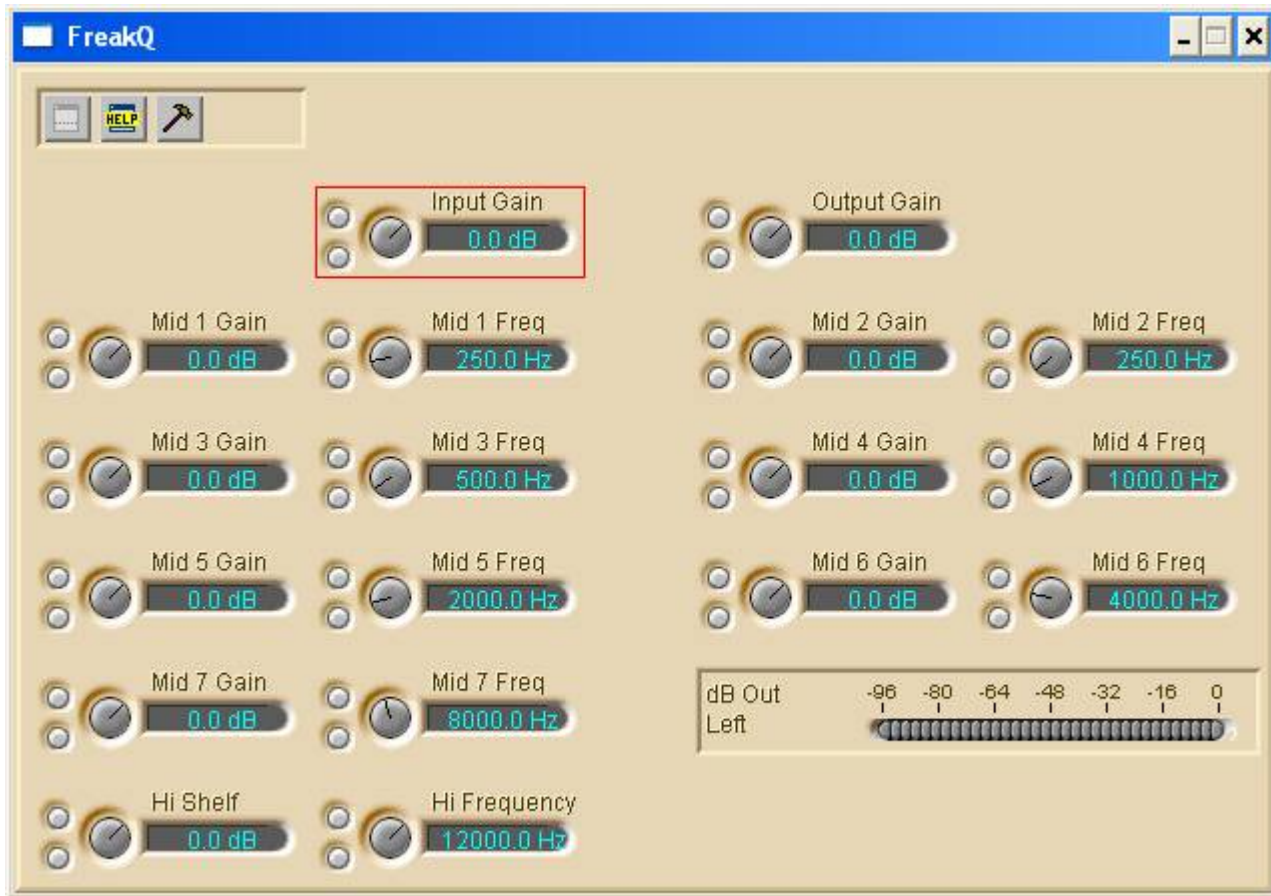 FreakQ
HELP
Input Gain
0.0 dB
Output Gain
0.0 dB
Mid 1 Gain
0.0 dB
Mid 1 Freq
250.0 Hz
Mid 2 Gain
0.0 dB
Mid 2 Freq
250.0 Hz
Mid 3 Gain
0.0 dB
Mid 3 Freq
500.0 Hz
Mid 4 Gain
0.0 dB
Mid 4 Freq
1000.0 Hz
Mid 5 Gain
0.0 dB
Mid 5 Freq
2000.0 Hz
Mid 6 Gain
0.0 dB
Mid 6 Freq
4000.0 Hz
Mid 7 Gain
0.0 dB
Mid 7 Freq
8000.0 Hz
dB Out -96 -80 -64 -48 -32 -16 0
Left
Hi Shelf
0.0 dB
Hi Frequency
12000.0 Hz